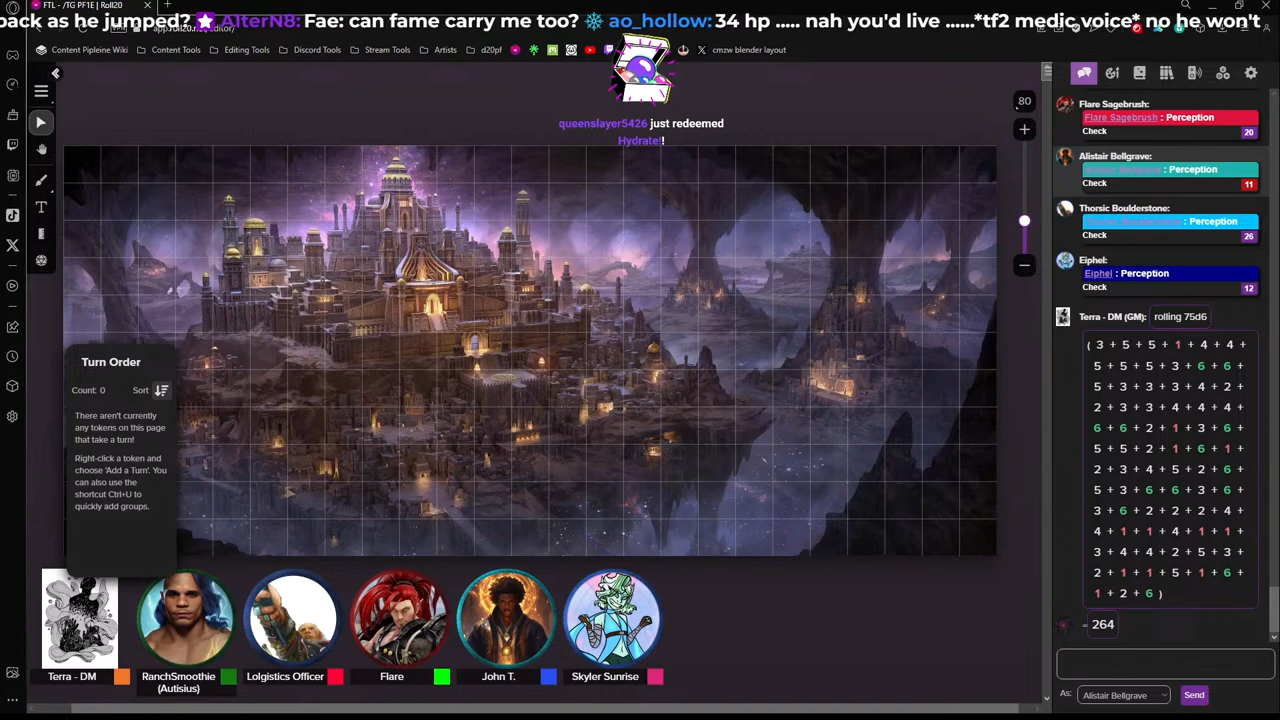 FTL - /TG PF1E | Roll20
back as he jumped? AlterN8: Fae: can fame carry me too? ao_hollow: 34 hp ..... nah you'd live ......*tf2 medic voice* no he won't
Content Pipleine Wiki
Content Tools
Editing Tools
Discord Tools
Stream Tools
Artists
d20pf
cmzw blender layout
queenslayer5426 just redeemed
Hydrate!!
80
Turn Order
Count: 0 Sort
There aren't currently
any tokens on this page
that take a turn!
Right-click a token and
choose 'Add a Turn'. You
can also use the
shortcut Ctrl+U to
quickly add groups.
Terra - DM
RanchSmoothie
(Autisius)
Lolgistics Officer
Flare
John T.
Skyler Sunrise
Flare Sagebrush:
Flare Sagebrush : Perception
Check 20
Alistair Bellgrave:
Alistair Bellgrave : Perception
Check 11
Thorsic Boulderstone:
Thorsic Boulderstone : Perception
Check 26
Eiphel:
Eiphel : Perception
Check 12
Terra - DM (GM): rolling 75d6
( 3 + 5 + 5 + 1 + 4 + 4 +
5 + 5 + 5 + 3 + 6 + 6 +
5 + 3 + 3 + 3 + 4 + 2 +
2 + 3 + 3 + 4 + 4 + 4 +
6 + 6 + 2 + 1 + 3 + 6 +
5 + 5 + 2 + 1 + 6 + 1 +
2 + 3 + 4 + 5 + 2 + 6 +
5 + 3 + 6 + 6 + 3 + 6 +
3 + 6 + 2 + 2 + 2 + 4 +
4 + 1 + 1 + 4 + 1 + 1 +
3 + 4 + 4 + 2 + 5 + 3 +
2 + 1 + 1 + 5 + 1 + 6 +
1 + 2 + 6 )
= 264
As: Alistair Bellgrave Send